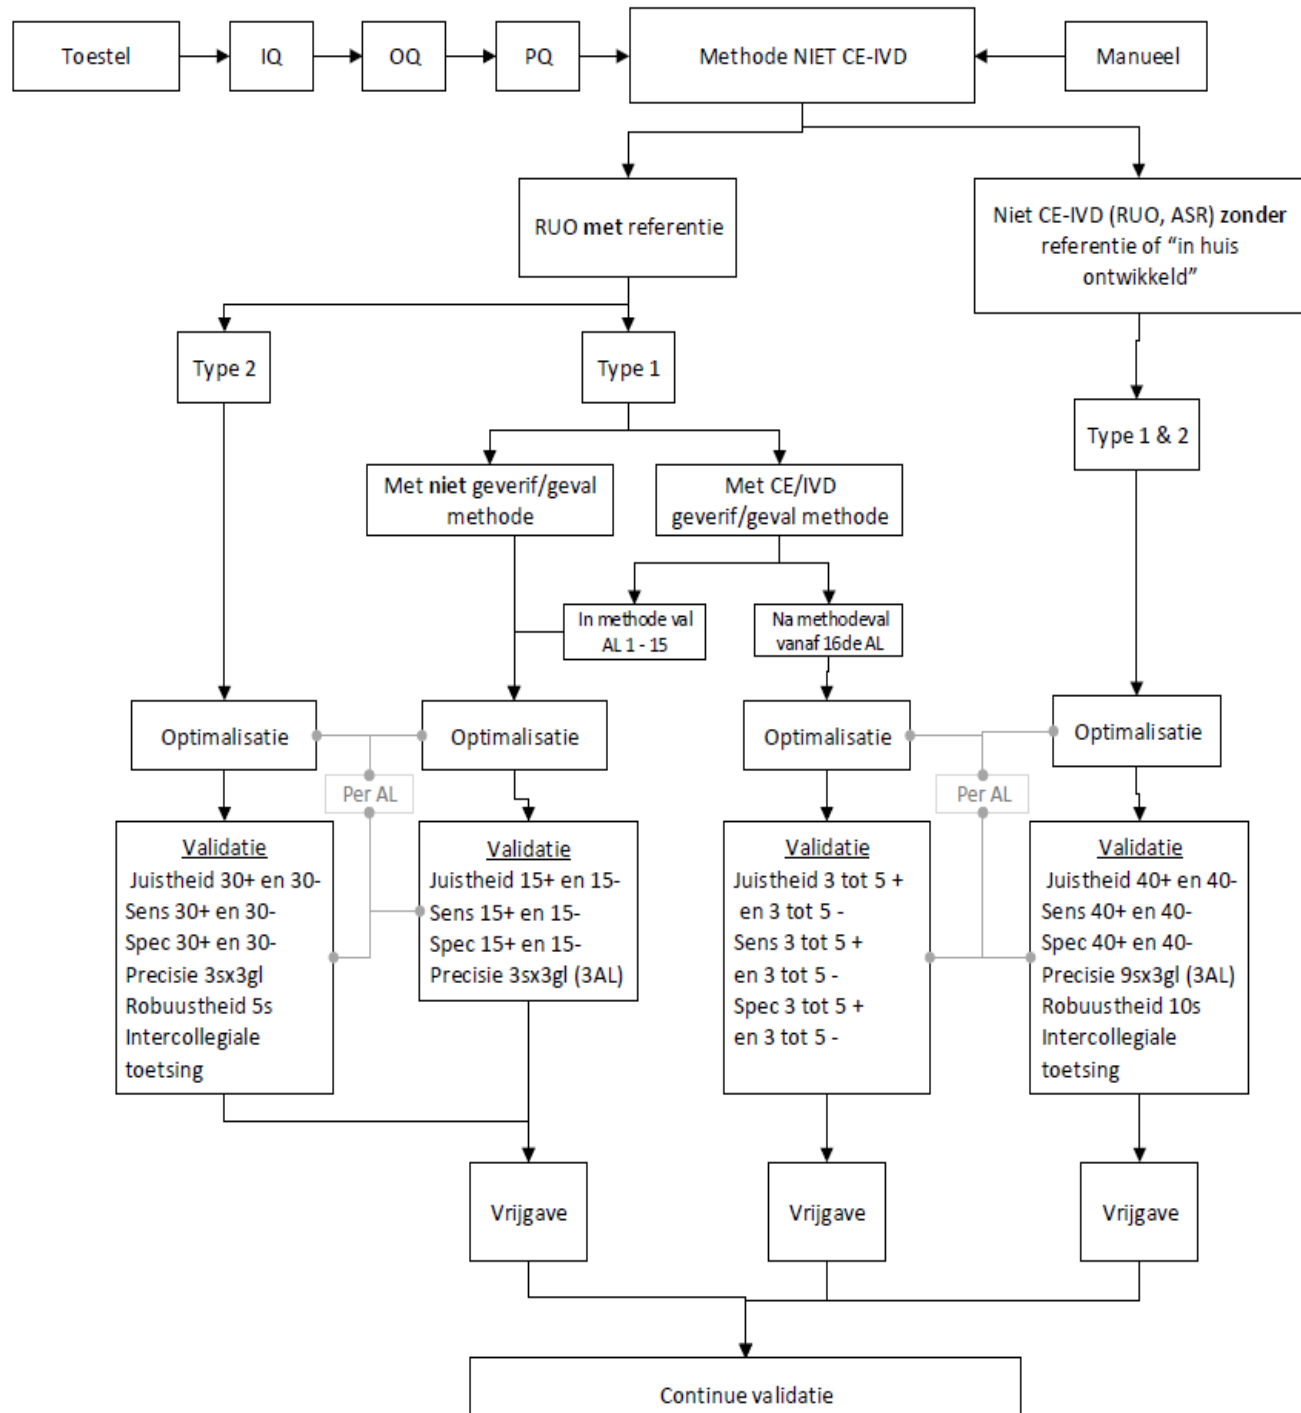 Toestel
IQ
OQ
PQ
Methode NIET CE-IVD
Manueel
RUO met referentie
Niet CE-IVD (RUO, ASR) zonder
referentie of “in huis
ontwikkeld”
Type 2
Type 1
Type 1 & 2
Met niet geverif/geval
methode
Met CE/IVD
geverif/geval methode
In methode val
AL 1 - 15
Na methodeval
vanaf 16de AL
Optimalisatie
Optimalisatie
Optimalisatie
Optimalisatie
Per AL
Per AL
Validatie
Juistheid 30+ en 30-
Sens 30+ en 30-
Spec 30+ en 30-
Precisie 3sx3gl
Robuustheid 5s
Intercollegiale
toetsing
Validatie
Juistheid 15+ en 15-
Sens 15+ en 15-
Spec 15+ en 15-
Precisie 3sx3gl (3AL)
Validatie
Juistheid 3 tot 5 +
en 3 tot 5 -
Sens 3 tot 5 +
en 3 tot 5 -
Spec 3 tot 5 +
en 3 tot 5 -
Validatie
Juistheid 40+ en 40-
Sens 40+ en 40-
Spec 40+ en 40-
Precisie 9sx3gl (3AL)
Robuustheid 10s
Intercollegiale
toetsing
Vrijgave
Vrijgave
Vrijgave
Continue validatie